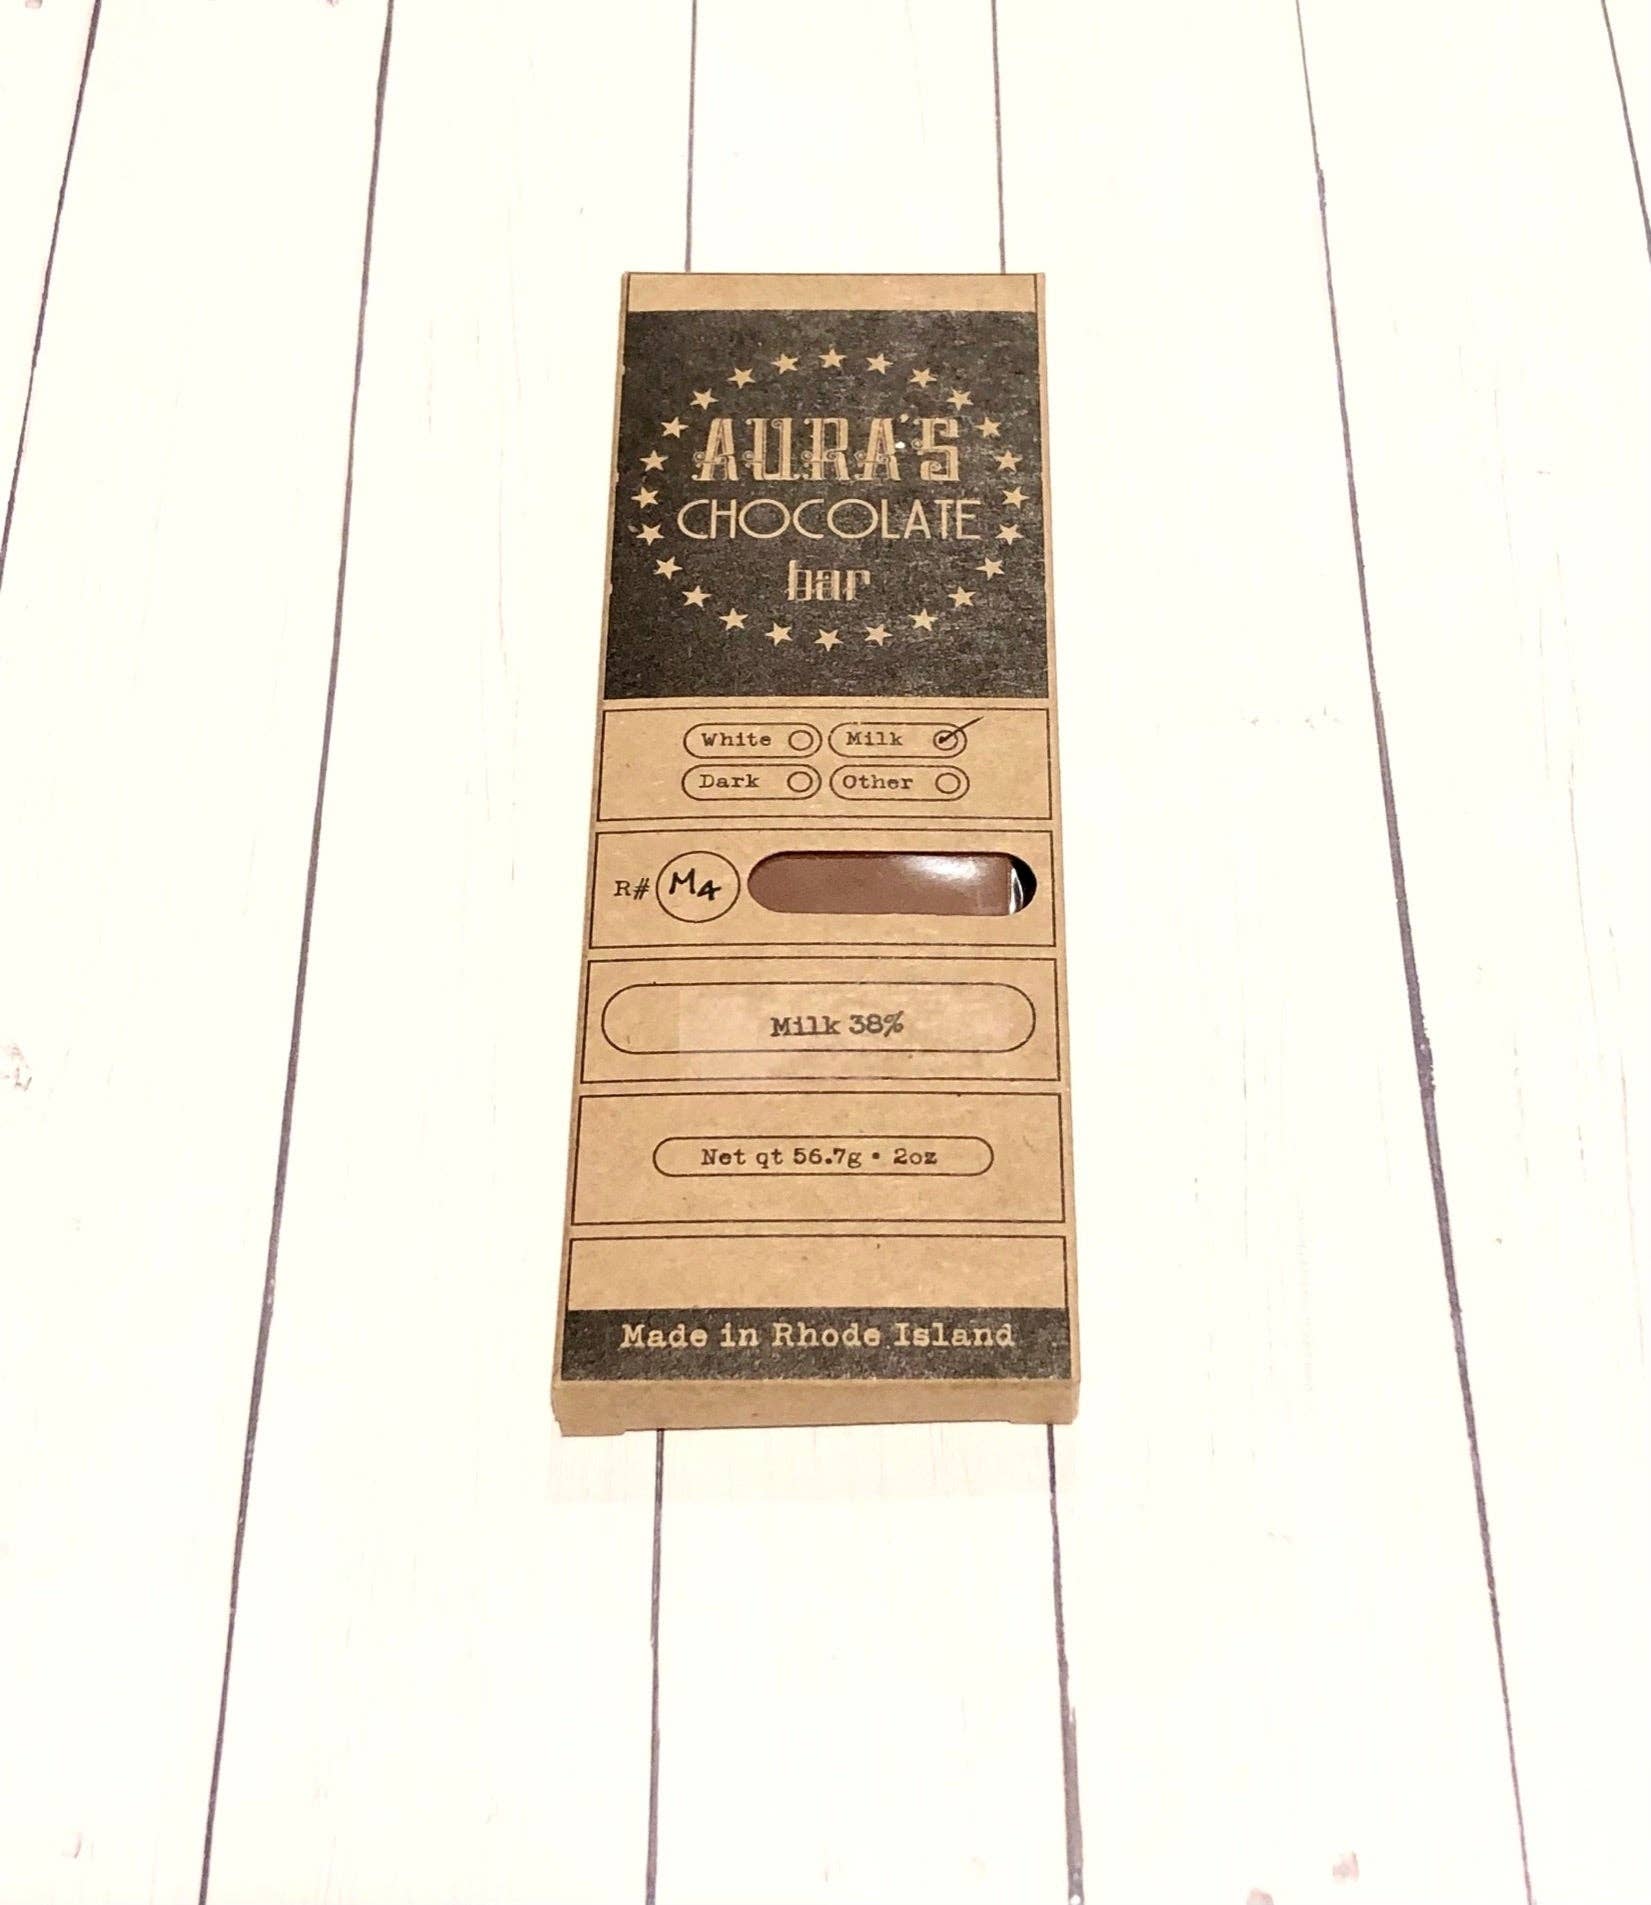 AURA'S
CHOCOLATE
bar
White Milk
Dark Other
R# M4
Milk 38%
Net qt 56.7g • 2oz
Made in Rhode Island